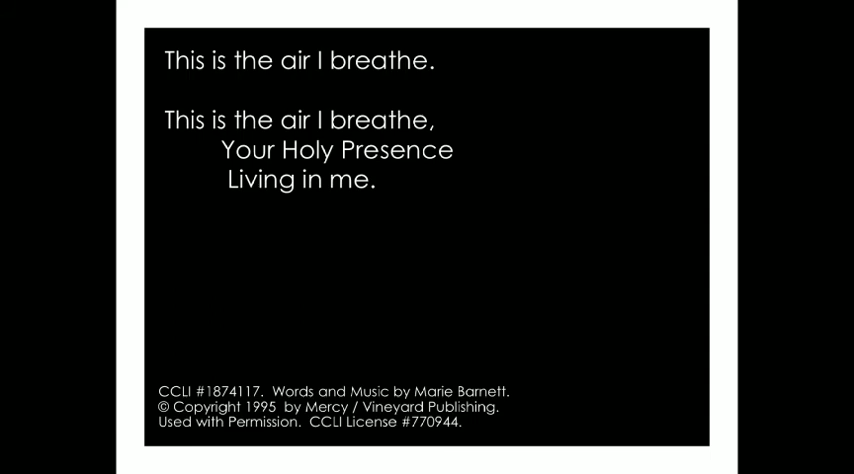 This is the air I breathe.
This is the air I breathe,
Your Holy Presence
Living in me.
CCLI #1874117.  Words and Music by Marie Barnett.
© Copyright 1995  by Mercy / Vineyard Publishing.
Used with Permission.  CCLI License #770944.